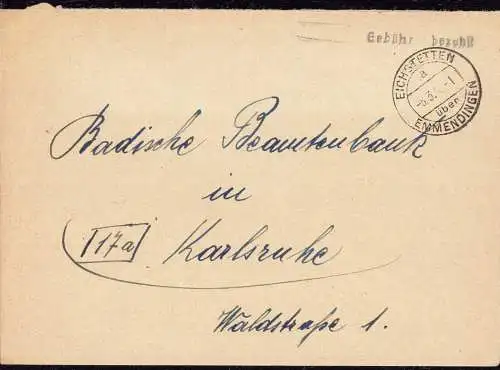 Gebühr bezahlt
EICHSTETTEN
a
über
EMMENDINGEN
Badische Beamtenbank
in
(17a) Karlsruhe
Waldstraße 1.